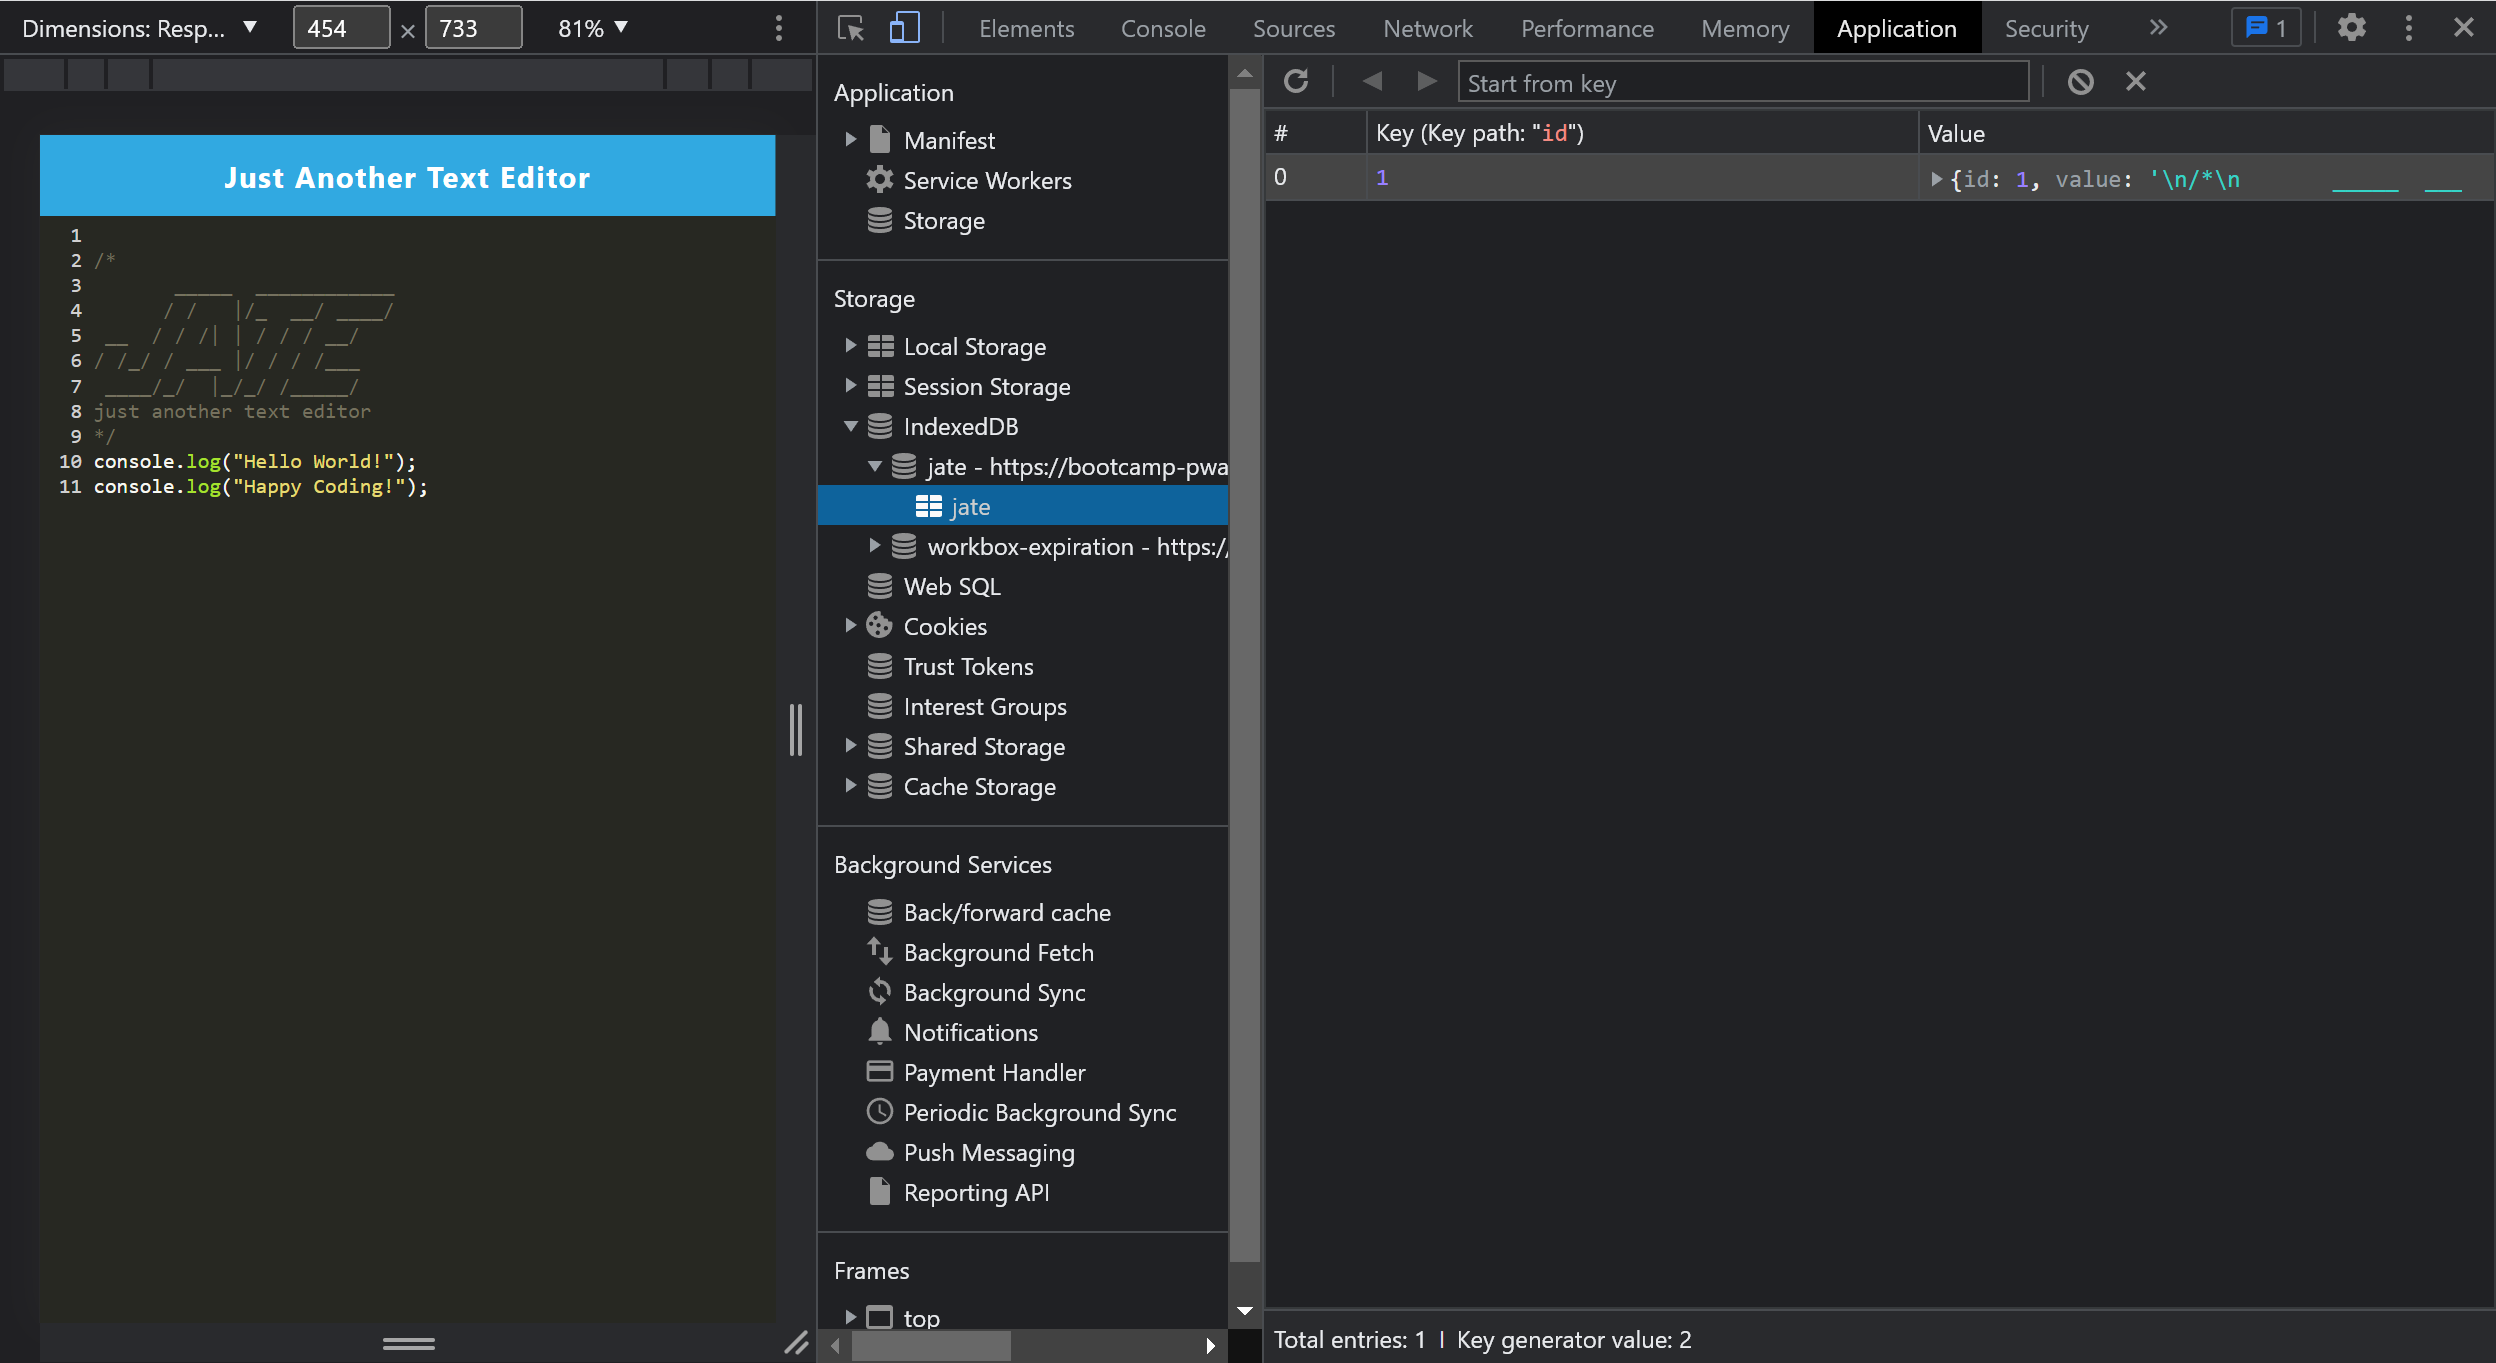 Dimensions: Resp... ▼ 454 × 733 81% ▼
Elements Console Sources Network Performance Memory Application Security » 1
Just Another Text Editor
1
2 /*
3       _____  ____________
4      / /   |/_  __/ ____/
5 __  / / /| | / / / __/
6 / /_/ / ___ |/ / / /___
7 ____/_/  |_/_/ /_____/
8 just another text editor
9 */
10 console.log("Hello World!");
11 console.log("Happy Coding!");
Application
Manifest
Service Workers
Storage
Storage
Local Storage
Session Storage
IndexedDB
jate - https://bootcamp-pwa
jate
workbox-expiration - https:/
Web SQL
Cookies
Trust Tokens
Interest Groups
Shared Storage
Cache Storage
Background Services
Back/forward cache
Background Fetch
Background Sync
Notifications
Payment Handler
Periodic Background Sync
Push Messaging
Reporting API
Frames
top
Start from key
# Key (Key path: "id") Value
0 1 {id: 1, value: '\n/*\n       _____  ___
Total entries: 1 | Key generator value: 2